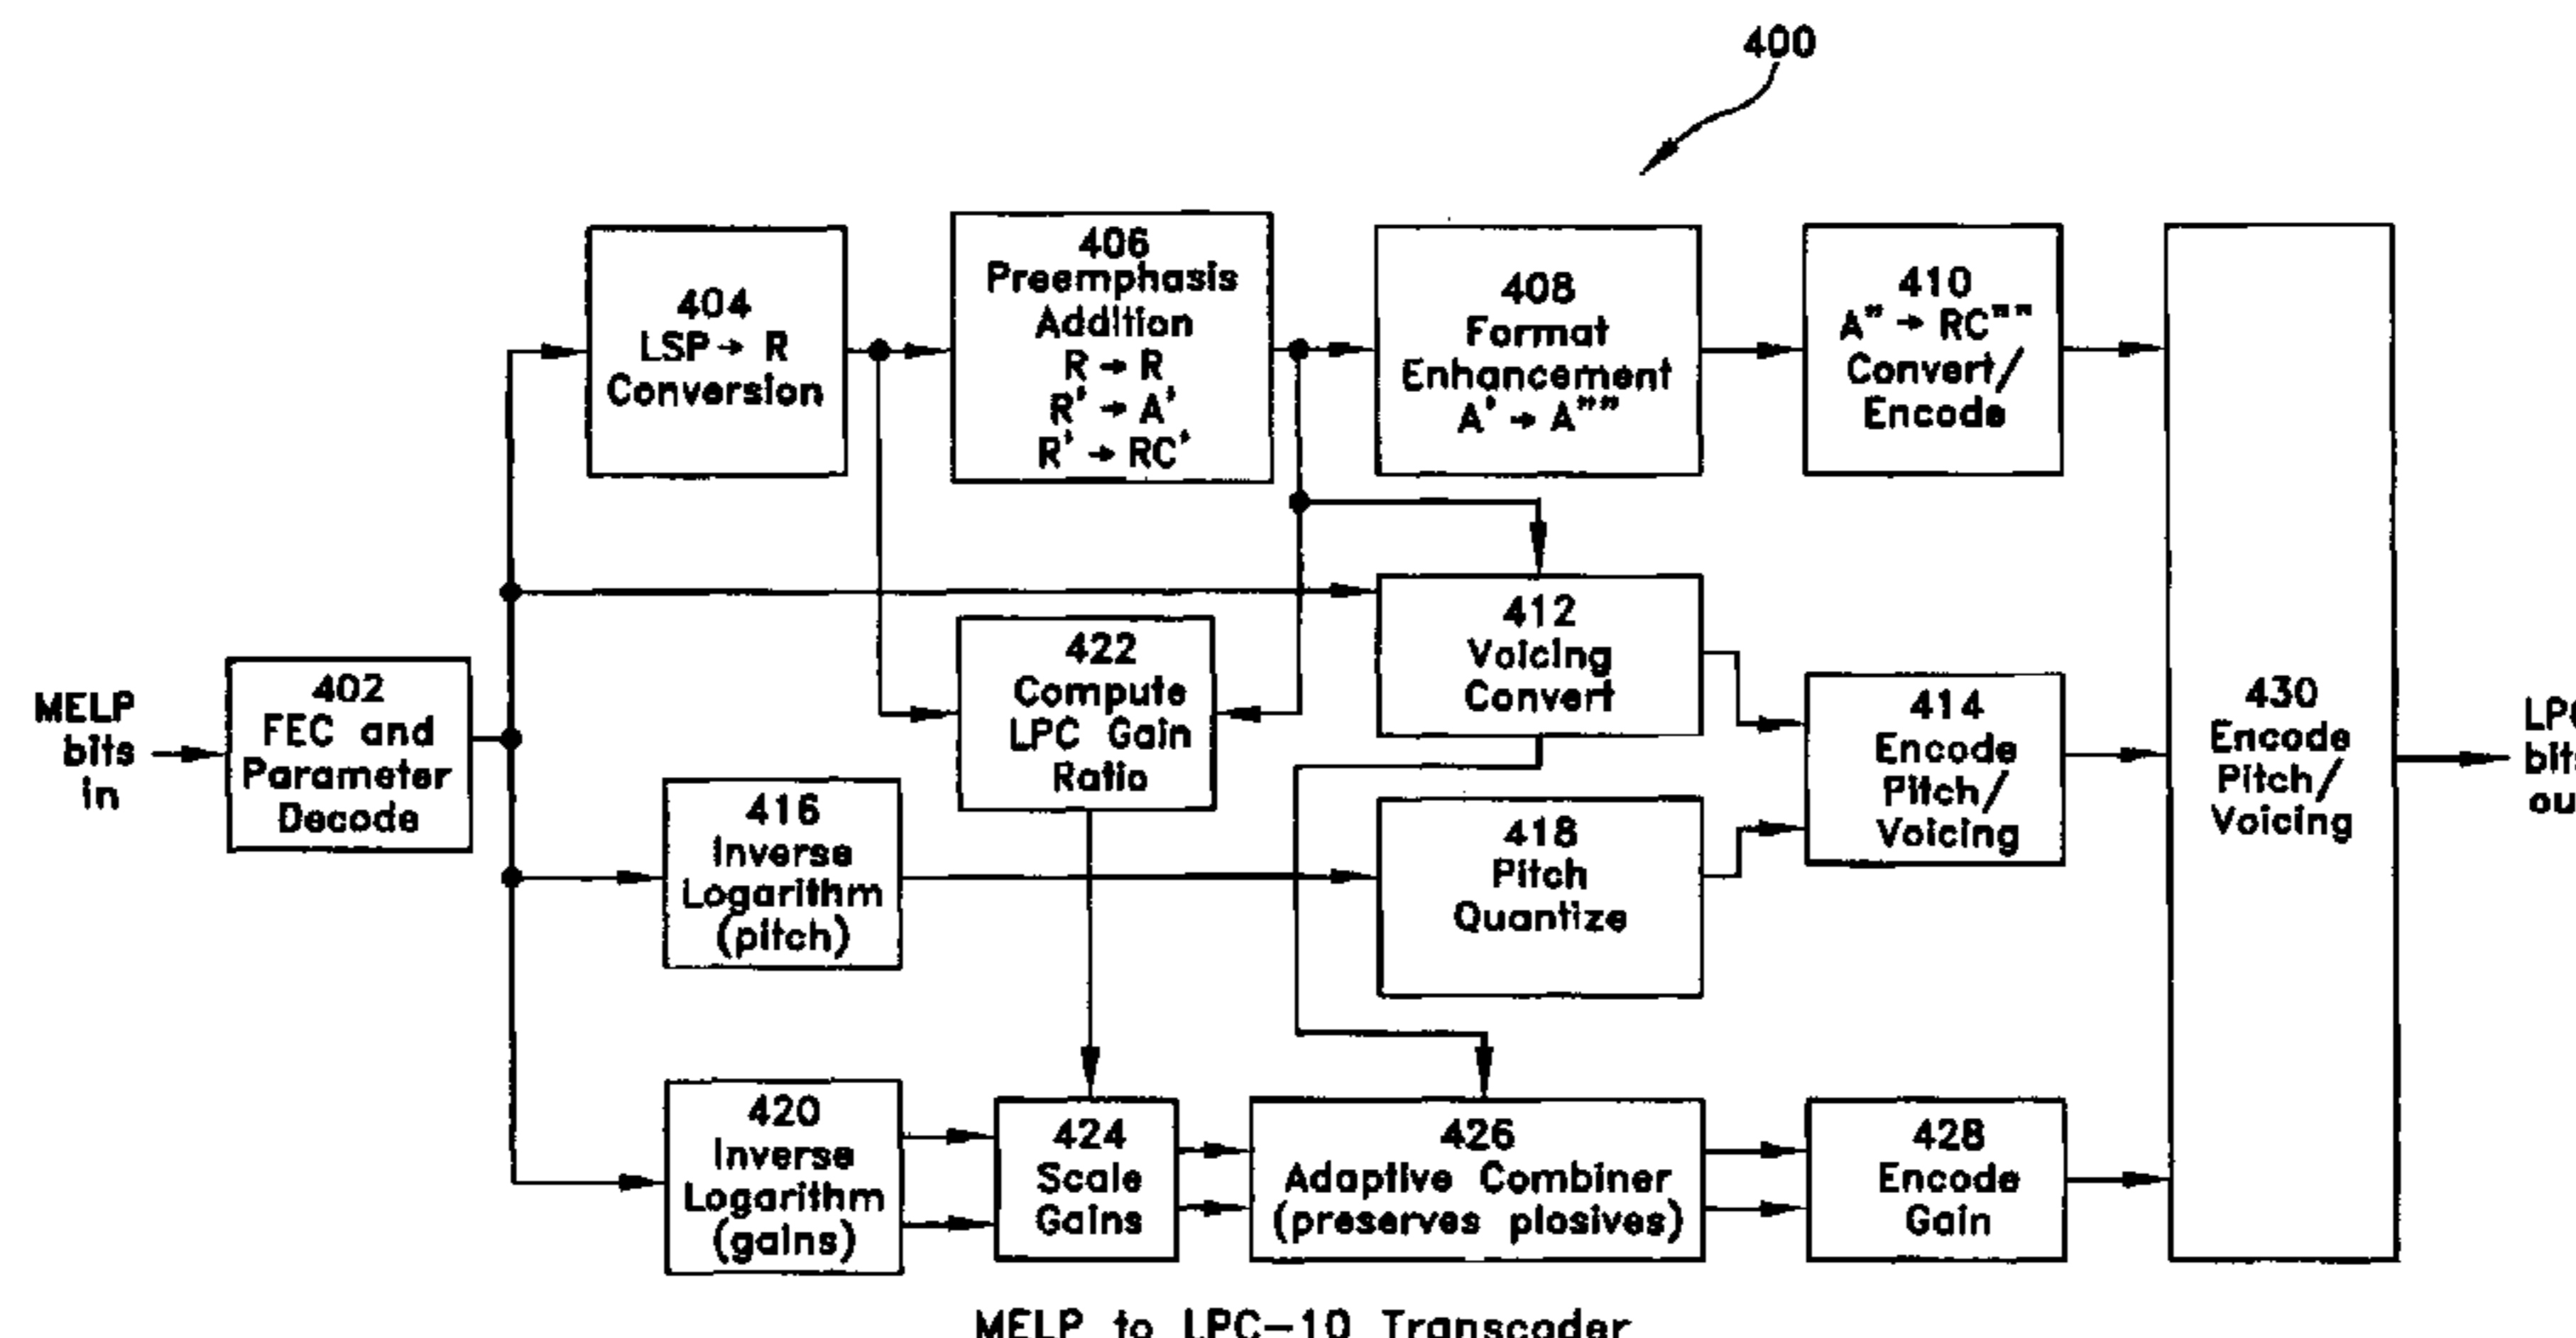 400
404
LSP → R
Conversion
406
Preemphasis
Addition
R → R
R' → A'
R' → RC'
408
Format
Enhancement
A' → A""
410
A" → RC""
Convert/
Encode
MELP
bits
in
402
FEC and
Parameter
Decode
422
Compute
LPC Gain
Ratio
412
Voicing
Convert
414
Encode
Pitch/
Voicing
430
Encode
Pitch/
Voicing
416
Inverse
Logarithm
(pitch)
418
Pitch
Quantize
420
Inverse
Logarithm
(gains)
424
Scale
Gains
426
Adaptive Combiner
(preserves plosives)
428
Encode
Gain
MELP to LPC-10 Transcoder